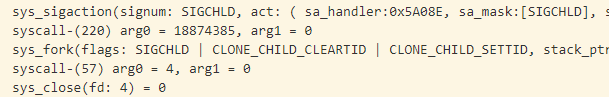 sys_sigaction(signum: SIGCHLD, act: ( sa_handler:0x5A08E, sa_mask:[SIGCHLD], s
syscall-(220) arg0 = 18874385, arg1 = 0
sys_fork(flags: SIGCHLD | CLONE_CHILD_CLEARTID | CLONE_CHILD_SETTID, stack_ptr
syscall-(57) arg0 = 4, arg1 = 0
sys_close(fd: 4) = 0